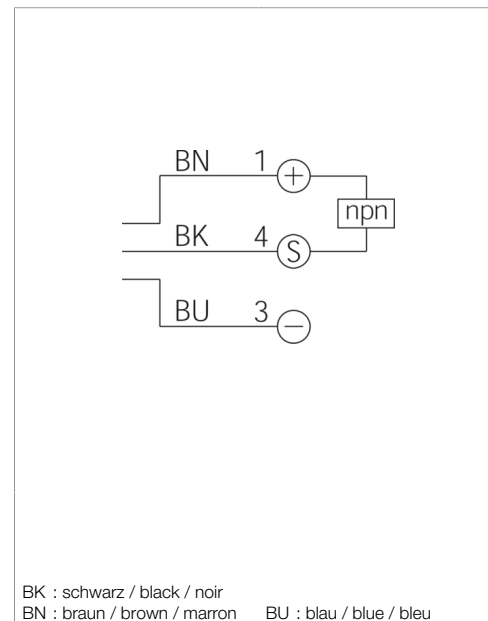 BN 1 +
npn
BK 4 S
BU 3 −
BK : schwarz / black / noir
BN : braun / brown / marron BU : blau / blue / bleu